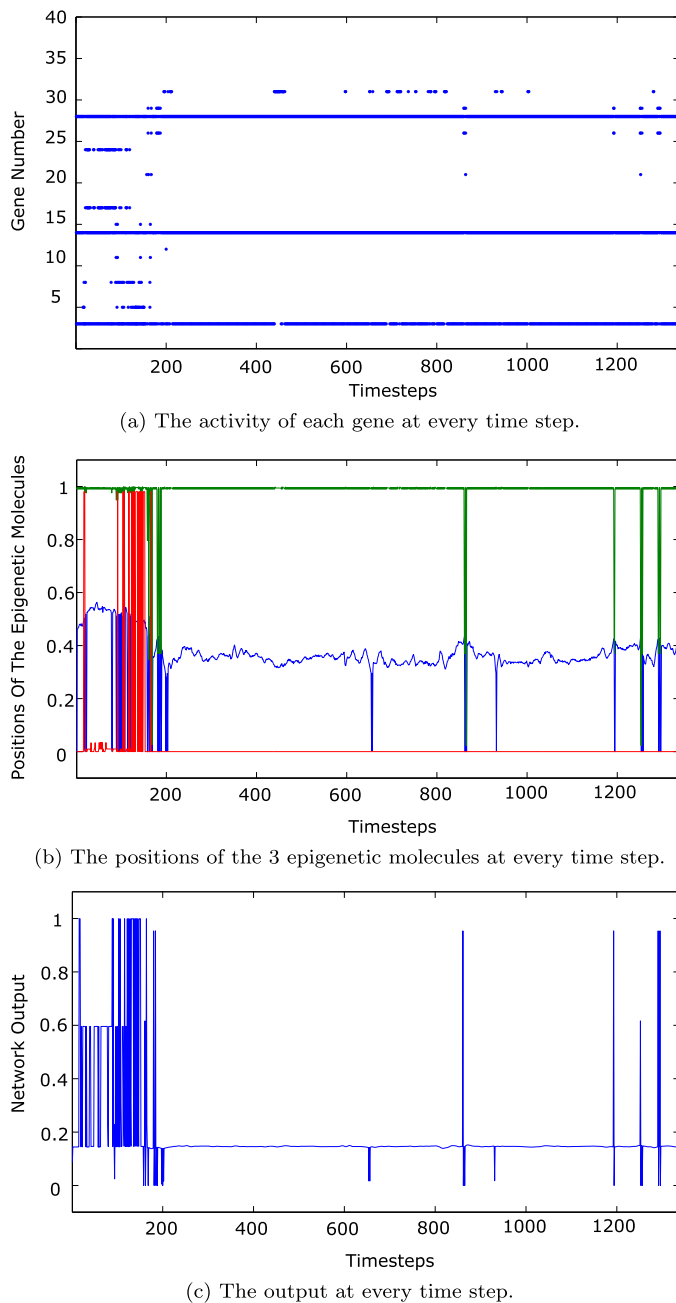 40
35
30
25
20
15
10
5
Gene Number
200 400 600 800 1000 1200
Timesteps
(a) The activity of each gene at every time step.
1
0.8
0.6
0.4
0.2
0
Positions Of The Epigenetic Molecules
200 400 600 800 1000 1200
Timesteps
(b) The positions of the 3 epigenetic molecules at every time step.
1
0.8
0.6
0.4
0.2
0
Network Output
200 400 600 800 1000 1200
Timesteps
(c) The output at every time step.